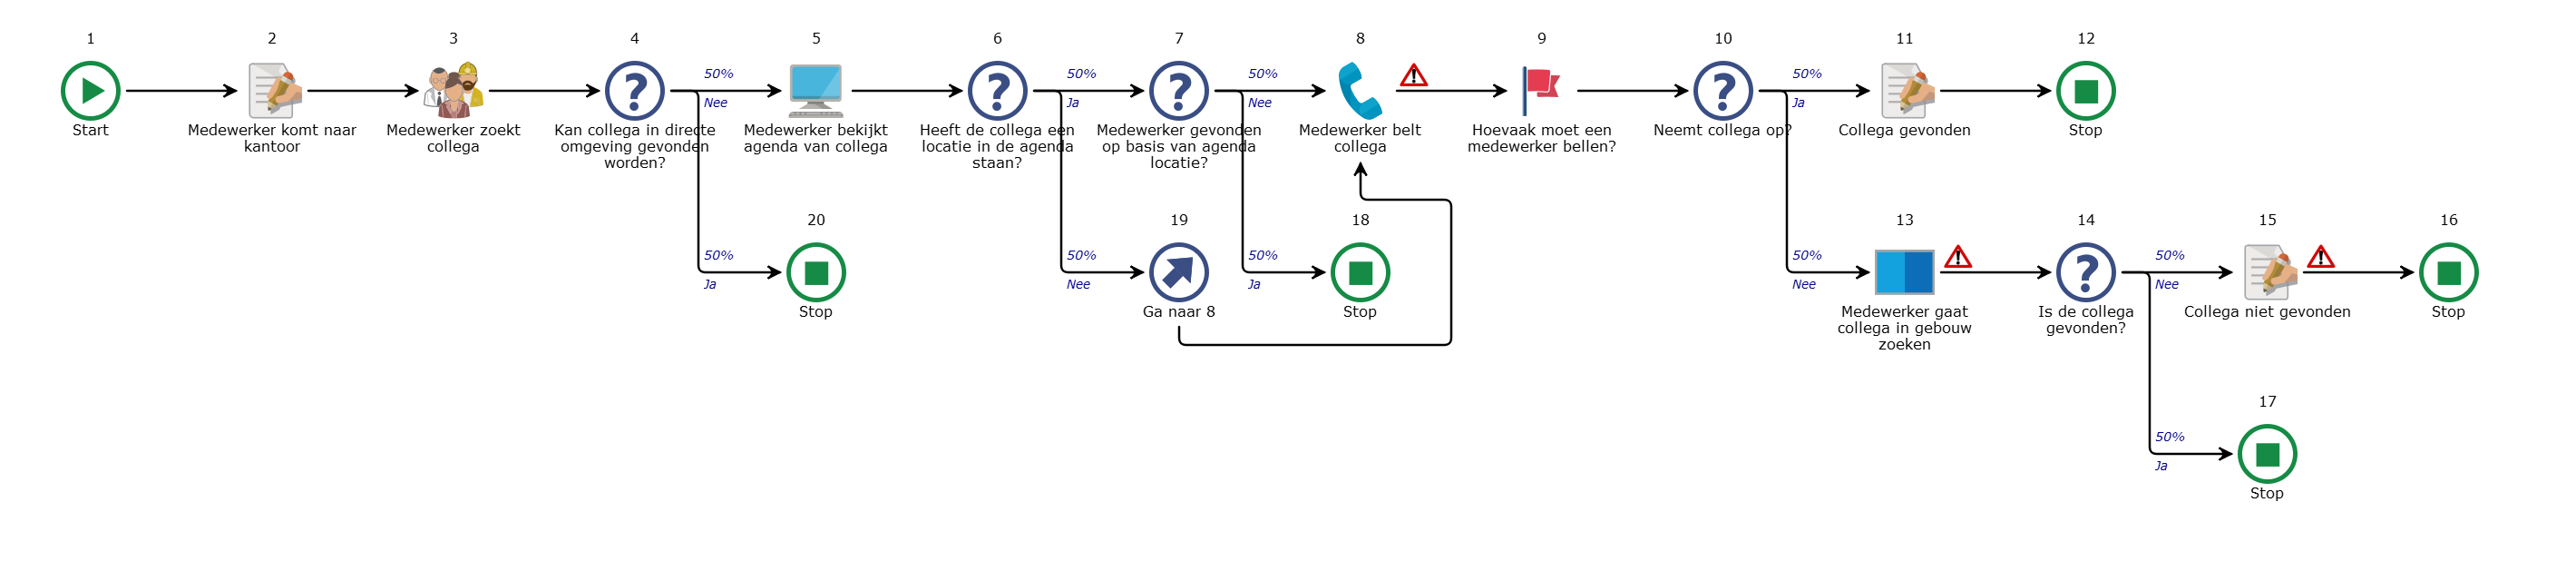 1
2
3
4
5
6
7
8
9
10
11
12
50%
50%
50%
50%
Nee
Ja
Nee
Ja
Start
Medewerker komt naar
kantoor
Medewerker zoekt
collega
Kan collega in directe
omgeving gevonden
worden?
Medewerker bekijkt
agenda van collega
Heeft de collega een
locatie in de agenda
staan?
Medewerker gevonden
op basis van agenda
locatie?
Medewerker belt
collega
Hoevaak moet een
medewerker bellen?
Neemt collega op?
Collega gevonden
Stop
20
19
18
13
14
15
16
50%
50%
50%
50%
50%
Ja
Nee
Ja
Nee
Nee
Stop
Ga naar 8
Stop
Medewerker gaat
collega in gebouw
zoeken
Is de collega
gevonden?
Collega niet gevonden
Stop
17
50%
Ja
Stop